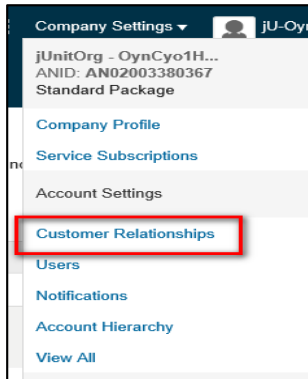 Company Settings ▾ jU-Oyn
jUnitOrg - OynCyo1H...
ANID: AN02003380367
Standard Package
Company Profile
Service Subscriptions
Account Settings
Customer Relationships
Users
Notifications
Account Hierarchy
View All